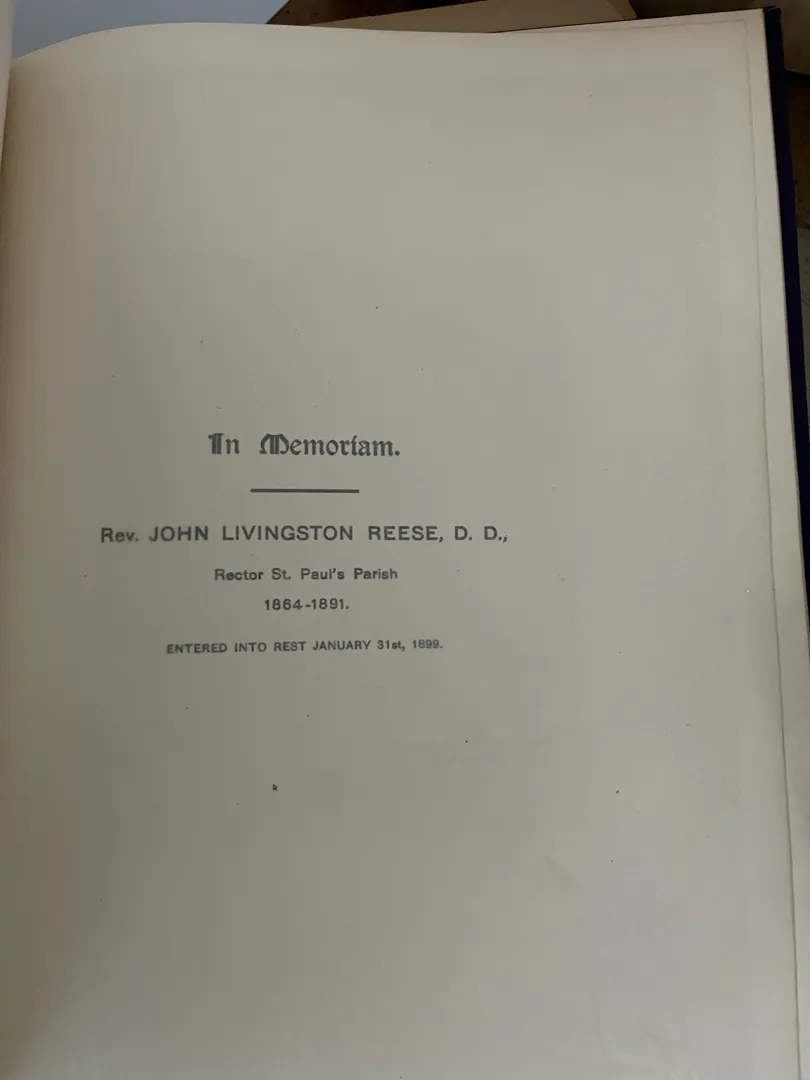 In Memoriam.
Rev. JOHN LIVINGSTON REESE, D. D.,
Rector St. Paul's Parish
1864-1891.
ENTERED INTO REST JANUARY 31st, 1899.